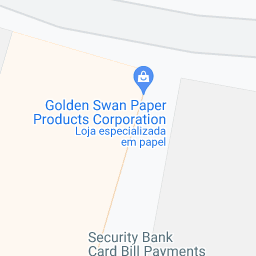 Golden Swan Paper
Products Corporation
Loja especializada
em papel
Security Bank
Card Bill Payments